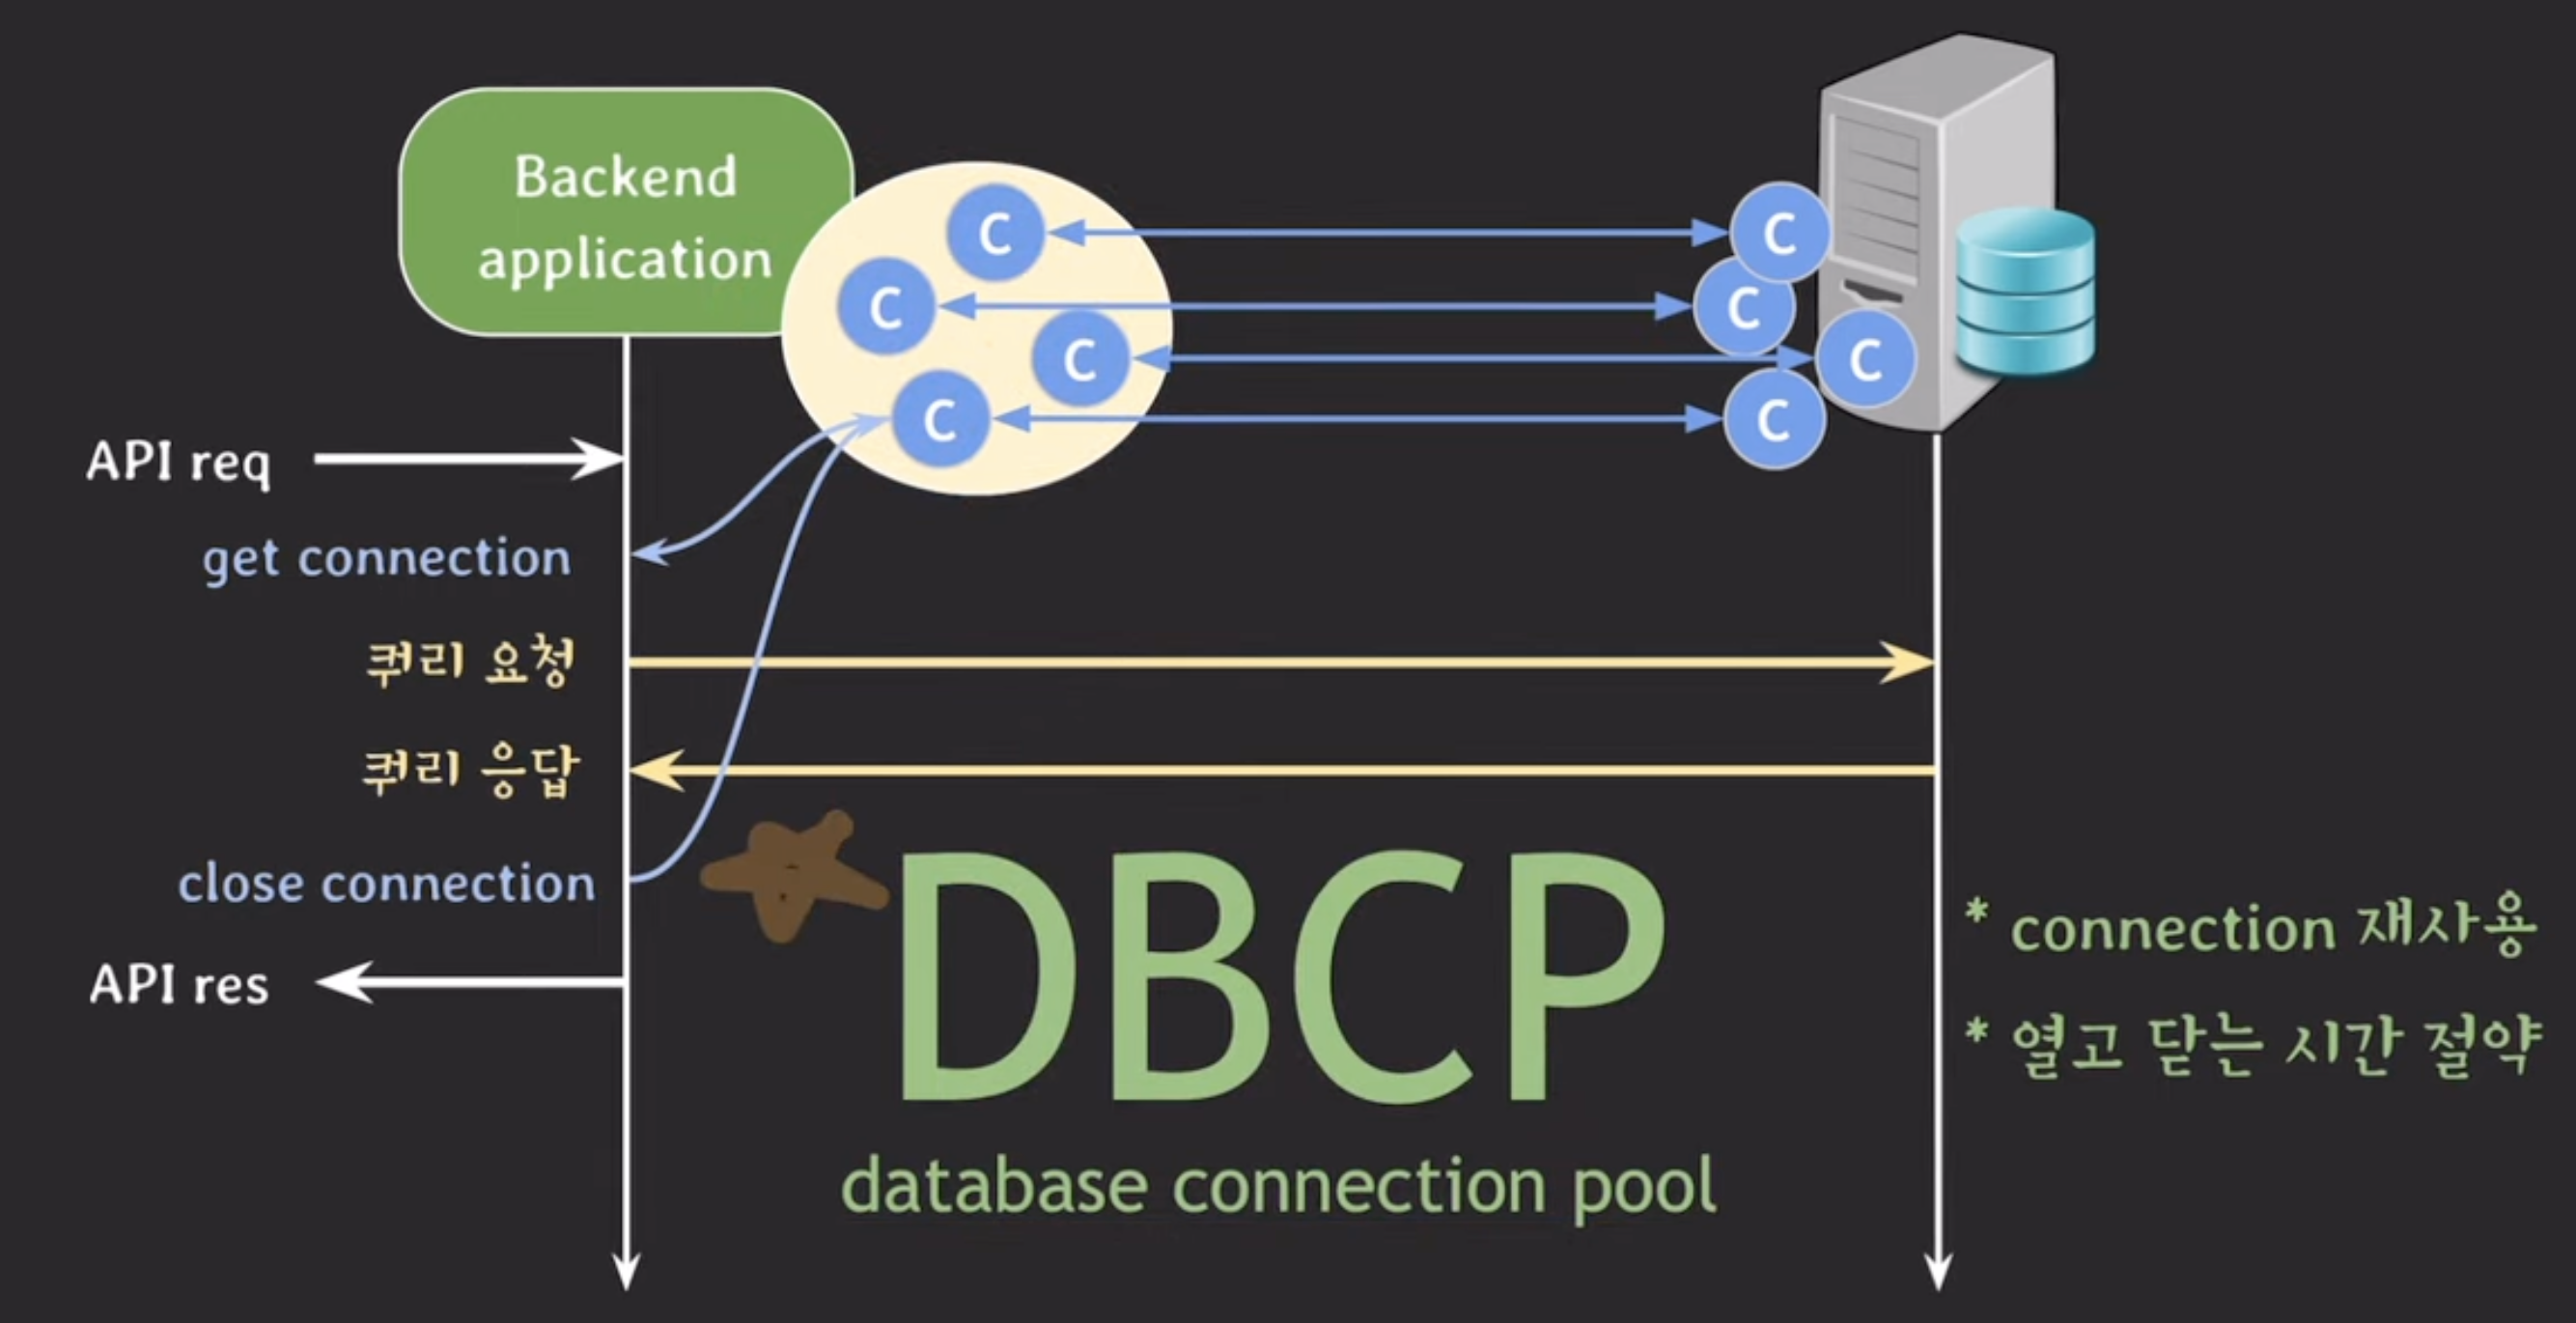 Backend
application
C
C
C
C
C
C
C
C
API req
get connection
쿼리 요청
쿼리 응답
close connection
API res
DBCP
database connection pool
* connection 재사용
* 열고 닫는 시간 절약